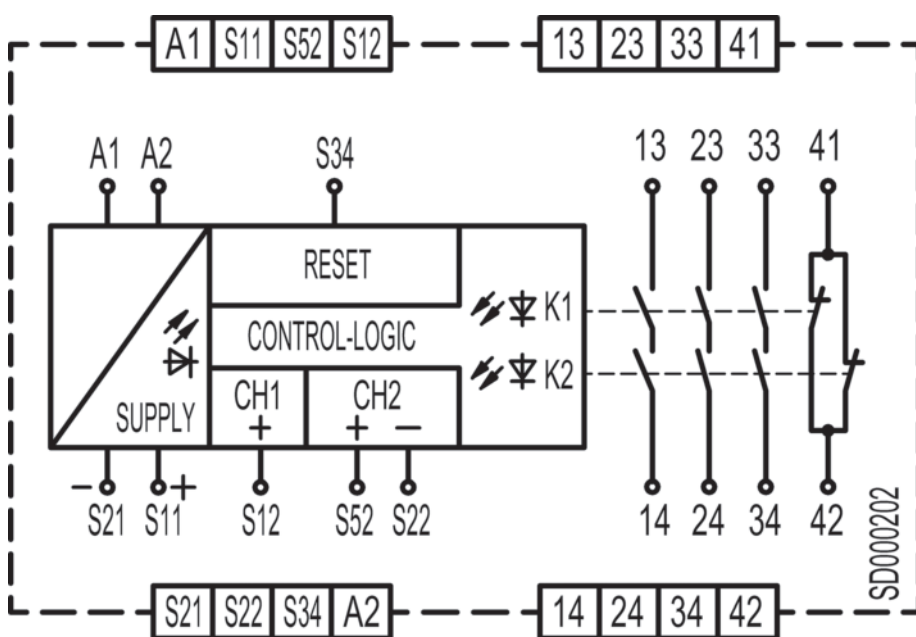 A1 S11 S52 S12 13 23 33 41
A1 A2 S34 13 23 33 41
RESET
K1
CONTROL-LOGIC
K2
CH1 CH2
SUPPLY + + −
− +
S21 S11 S12 S52 S22 14 24 34 42
SD000202
S21 S22 S34 A2 14 24 34 42